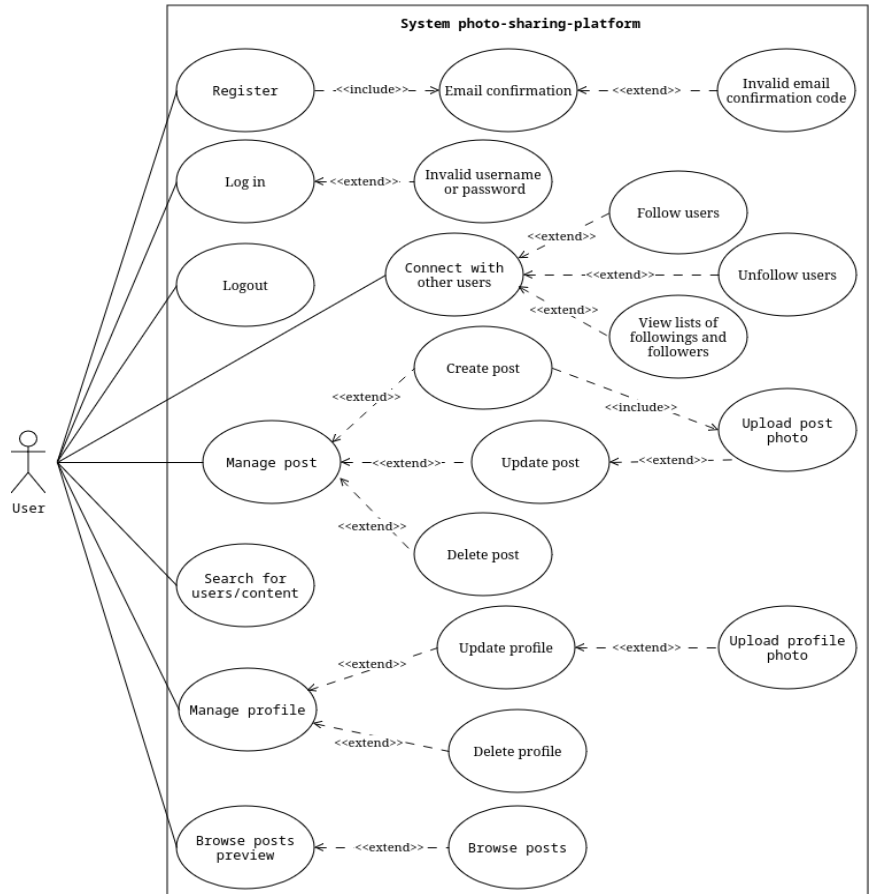 System photo-sharing-platform
Register
<<include>>
Email confirmation
<<extend>>
Invalid email
confirmation code
Log in
<<extend>>
Invalid username
or password
Follow users
<<extend>>
Logout
Connect with
other users
<<extend>>
Unfollow users
<<extend>>
View lists of
followings and
followers
Create post
<<extend>>
<<include>>
Upload post
photo
Manage post
<<extend>>
Update post
<<extend>>
User
<<extend>>
Delete post
Search for
users/content
Update profile
<<extend>>
Upload profile
photo
<<extend>>
Manage profile
<<extend>>
Delete profile
Browse posts
preview
<<extend>>
Browse posts